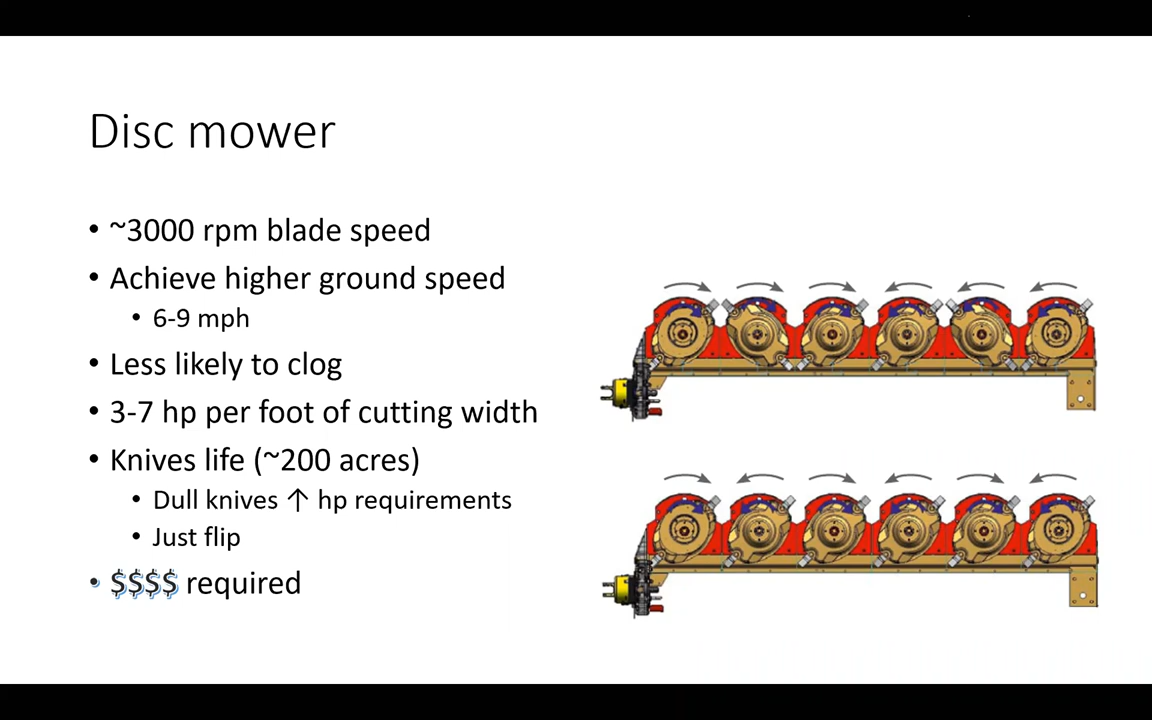 Disc mower
• ~3000 rpm blade speed
• Achieve higher ground speed
• 6-9 mph
• Less likely to clog
• 3-7 hp per foot of cutting width
• Knives life (~200 acres)
• Dull knives ↑ hp requirements
• Just flip
• $$$$ required